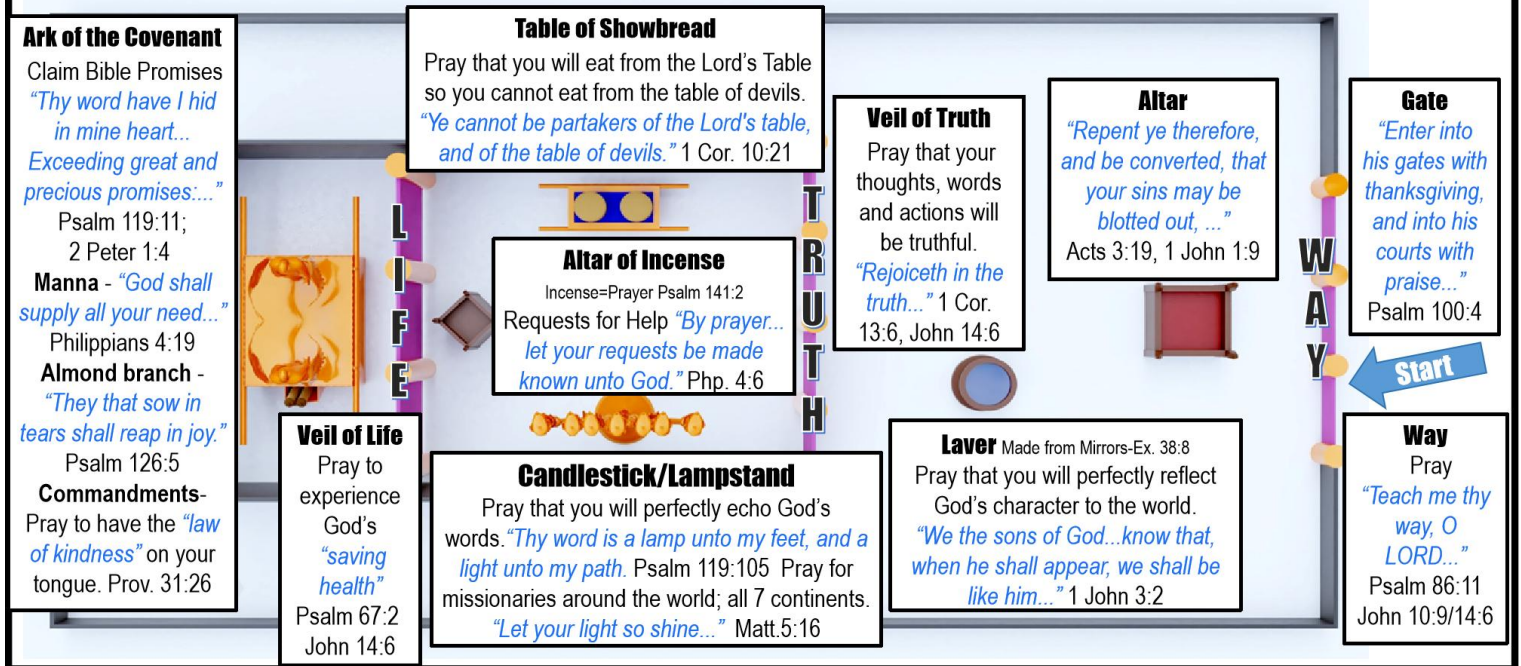 Ark of the Covenant
Claim Bible Promises
“Thy word have I hid
in mine heart...
Exceeding great and
precious promises:...”
Psalm 119:11;
2 Peter 1:4
Manna - “God shall
supply all your need...”
Philippians 4:19
Almond branch -
“They that sow in
tears shall reap in joy.”
Psalm 126:5
Commandments-
Pray to have the “law
of kindness” on your
tongue. Prov. 31:26
LIFE
Veil of Life
Pray to
experience
God’s
“saving
health”
Psalm 67:2
John 14:6
Table of Showbread
Pray that you will eat from the Lord’s Table
so you cannot eat from the table of devils.
“Ye cannot be partakers of the Lord's table,
and of the table of devils.” 1 Cor. 10:21
Altar of Incense
Incense=Prayer Psalm 141:2
Requests for Help “By prayer...
let your requests be made
known unto God.” Php. 4:6
Candlestick/Lampstand
Pray that you will perfectly echo God’s
words.“Thy word is a lamp unto my feet, and a
light unto my path. Psalm 119:105 Pray for
missionaries around the world; all 7 continents.
“Let your light so shine...” Matt.5:16
TRUTH
Veil of Truth
Pray that your
thoughts, words
and actions will
be truthful.
“Rejoiceth in the
truth...” 1 Cor.
13:6, John 14:6
Altar
“Repent ye therefore,
and be converted, that
your sins may be
blotted out, ...”
Acts 3:19, 1 John 1:9
Laver Made from Mirrors-Ex. 38:8
Pray that you will perfectly reflect
God’s character to the world.
“We the sons of God...know that,
when he shall appear, we shall be
like him...” 1 John 3:2
WAY
Gate
“Enter into
his gates with
thanksgiving,
and into his
courts with
praise...”
Psalm 100:4
Start
Way
Pray
“Teach me thy
way, O
LORD...”
Psalm 86:11
John 10:9/14:6